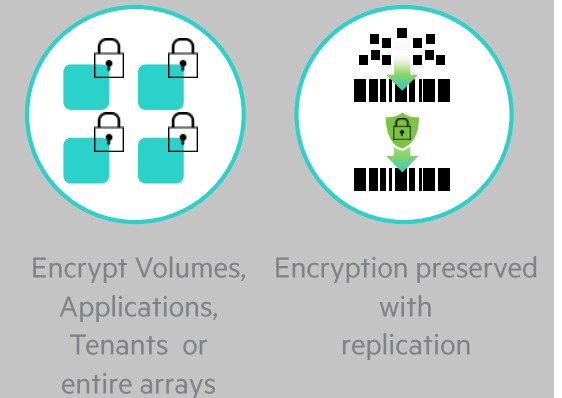 Encrypt Volumes,
Applications,
Tenants or
entire arrays
Encryption preserved
with
replication